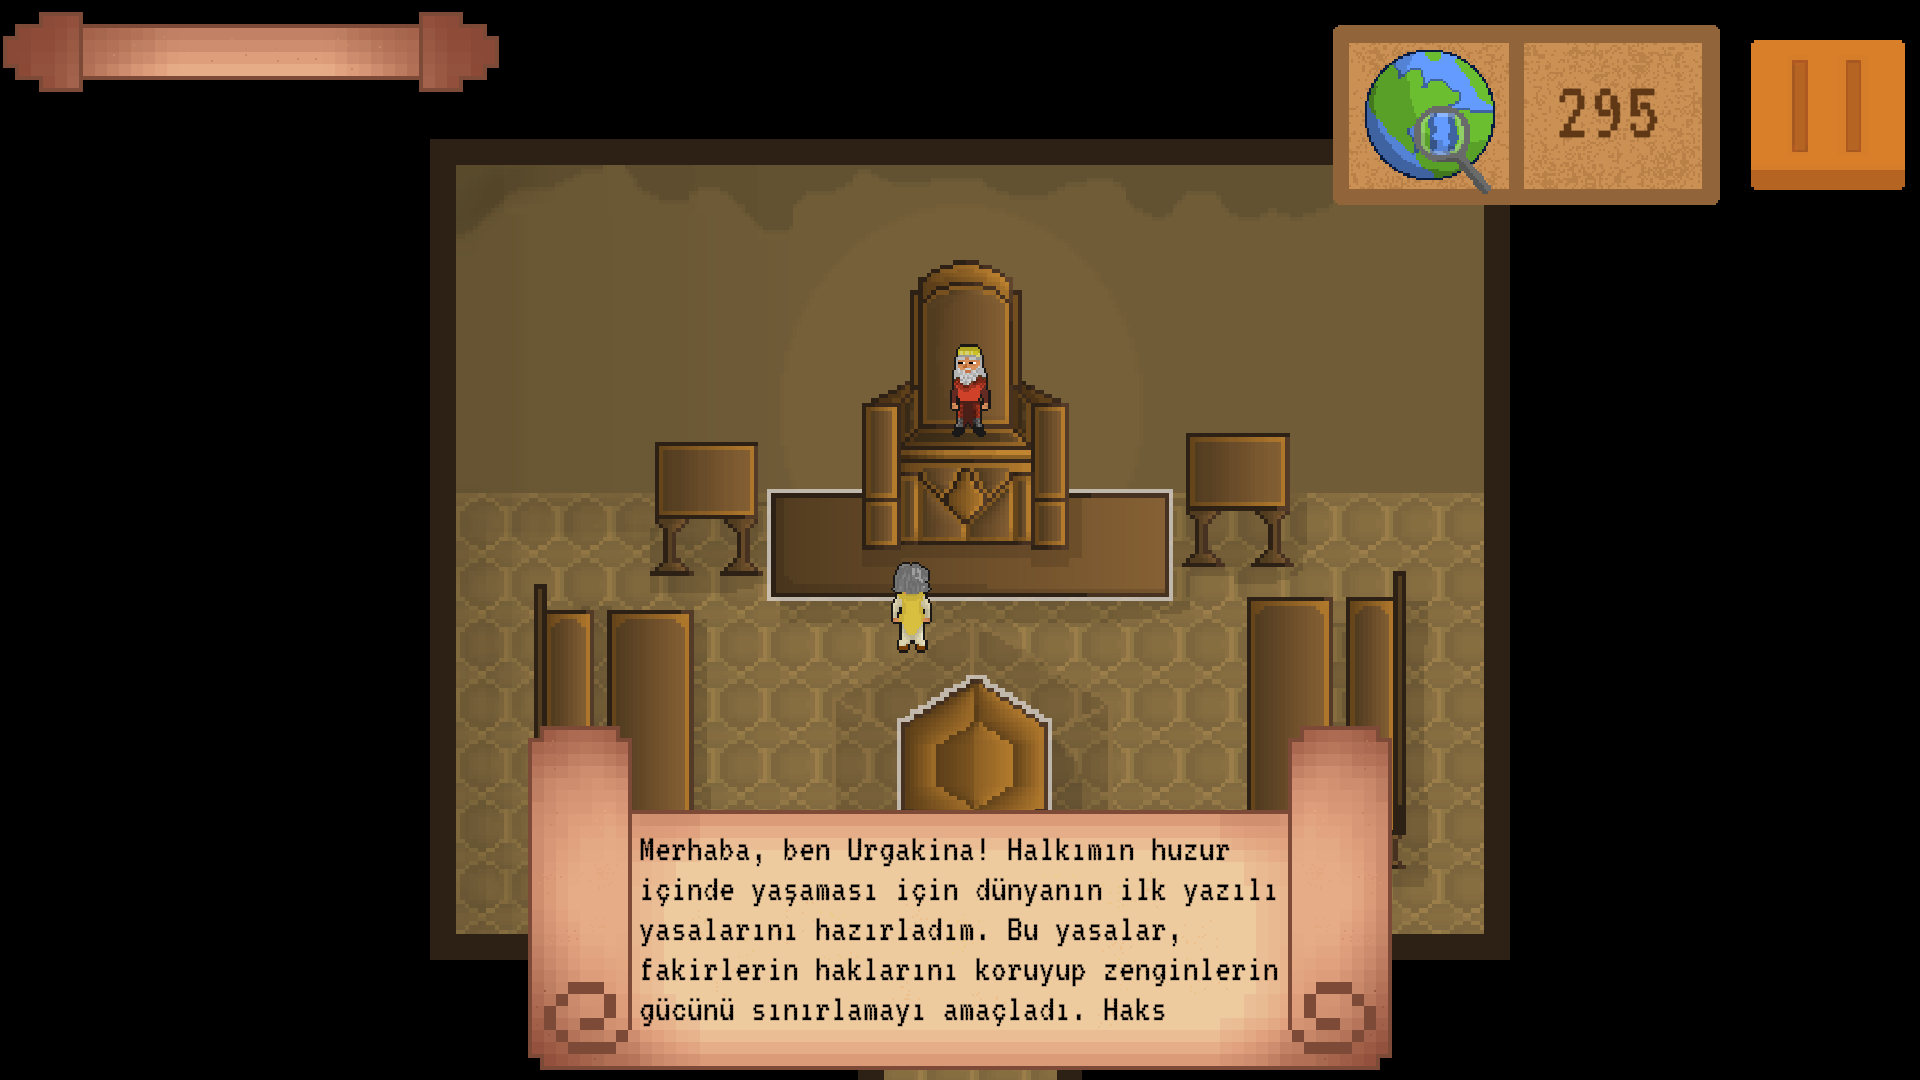 295
Merhaba, ben Urgakina! Halkımın huzur
içinde yaşaması için dünyanın ilk yazılı
yasalarını hazırladım. Bu yasalar,
fakirlerin haklarını koruyup zenginlerin
gücünü sınırlamayı amaçladı. Haks